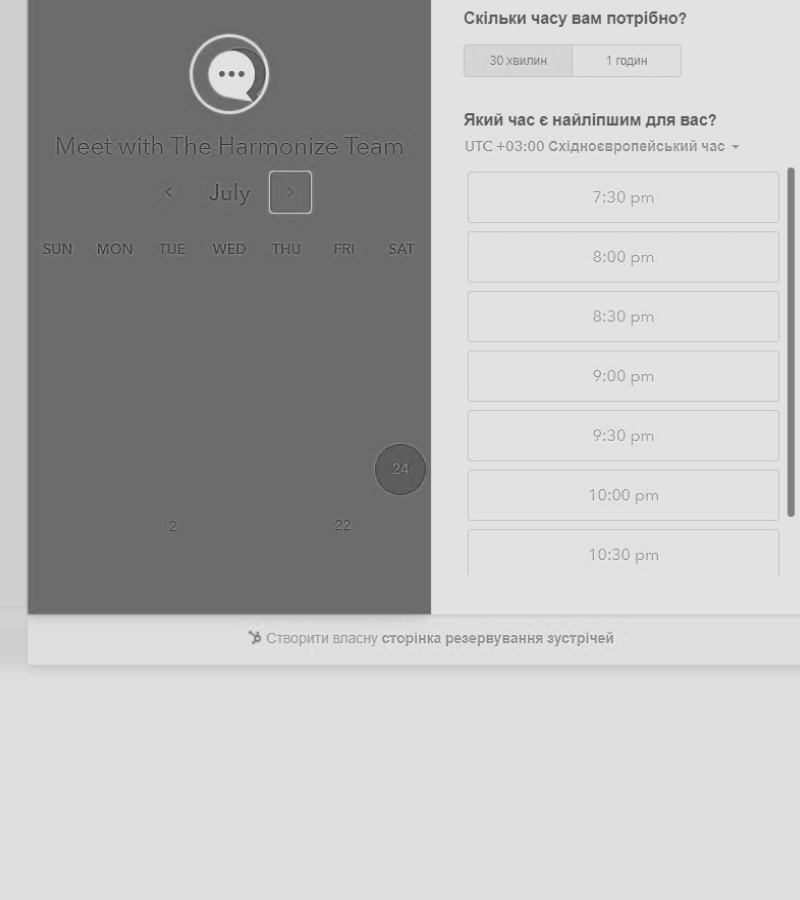 Meet with The Harmonize Team
July
SUN MON TUE WED THU FRI SAT
24
2 22
Скільки часу вам потрібно?
30 хвилин 1 годин
Який час є найліпшим для вас?
UTC +03:00 Східноєвропейський час
7:30 pm
8:00 pm
8:30 pm
9:00 pm
9:30 pm
10:00 pm
10:30 pm
Створити власну сторінка резервування зустрічей